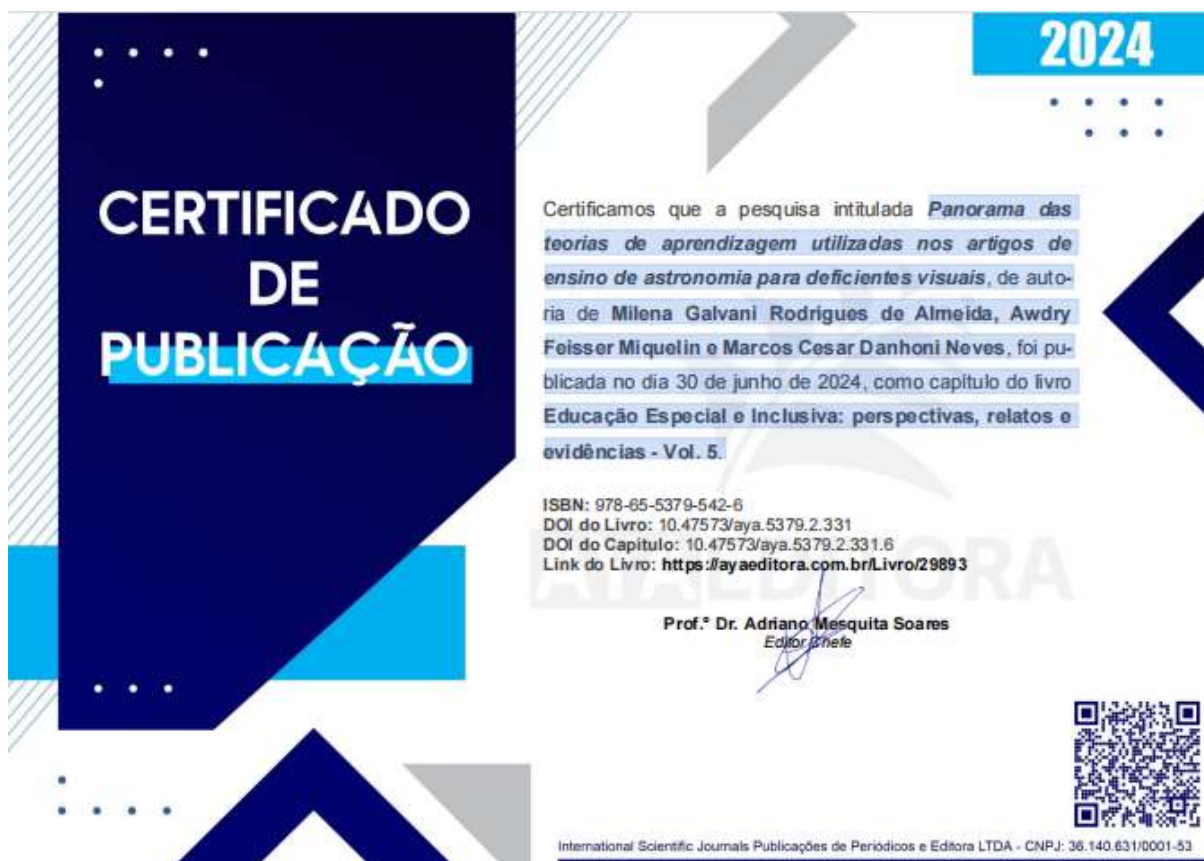 2024
CERTIFICADO
DE
PUBLICAÇÃO
Certificamos que a pesquisa intitulada Panorama das
teorias de aprendizagem utilizadas nos artigos de
ensino de astronomia para deficientes visuais, de auto-
ria de Milena Galvani Rodrigues de Almeida, Awdry
Feisser Miquelin e Marcos Cesar Danhoni Neves, foi pu-
blicada no dia 30 de junho de 2024, como capítulo do livro
Educação Especial e Inclusiva: perspectivas, relatos e
evidências - Vol. 5.
ISBN: 978-65-5379-542-6
DOI do Livro: 10.47573/aya.5379.2.331
DOI do Capítulo: 10.47573/aya.5379.2.331.6
Link do Livro: https://ayaeditora.com.br/Livro/29893
AYA EDITORA
Prof.° Dr. Adriano Mesquita Soares
Editor Chefe
International Scientific Journals Publicações de Periódicos e Editora LTDA - CNPJ: 36.140.631/0001-53